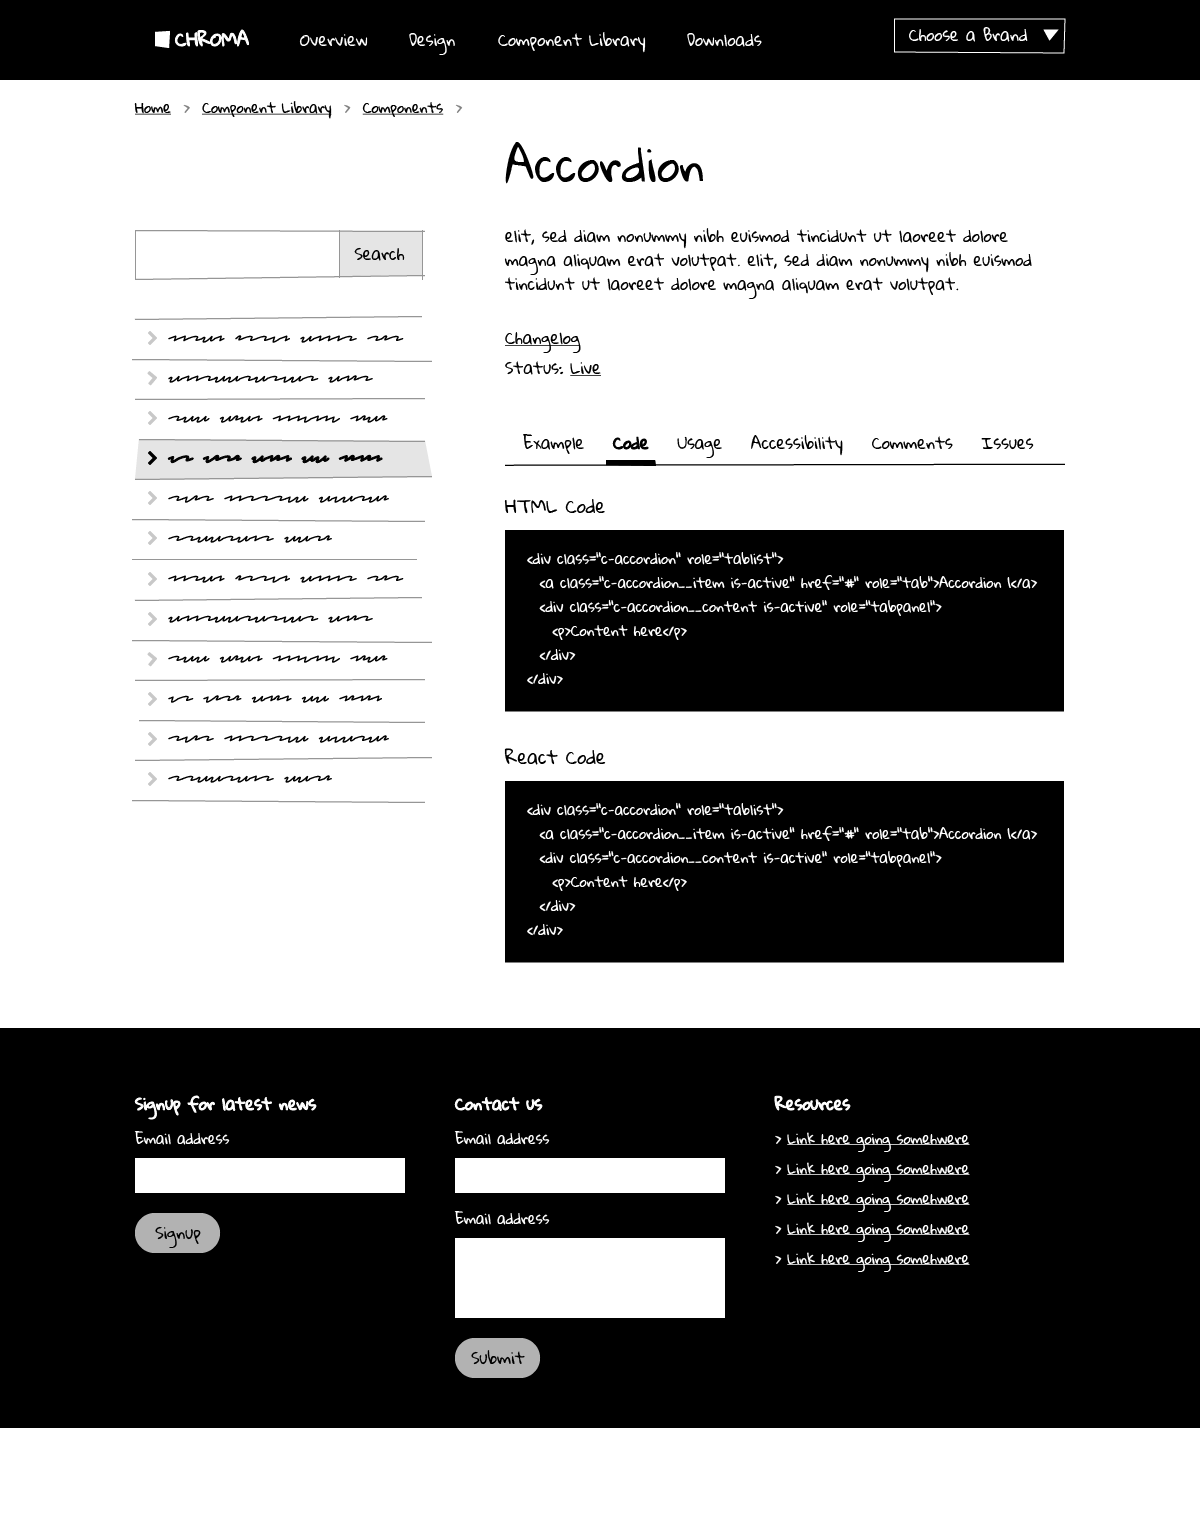 CHROMA
Overview
Design
Component Library
Downloads
Choose a Brand
Home > Component Library > Components >
Accordion
Search
elit, sed diam nonummy nibh euismod tincidunt ut laoreet dolore
magna aliquam erat volutpat. elit, sed diam nonummy nibh euismod
tincidunt ut laoreet dolore magna aliquam erat volutpat.
Changelog
Status: Live
Example
Code
Usage
Accessibility
Comments
Issues
HTML Code
<div class="c-accordion" role="tablist">
<a class="c-accordion__item is-active" href="#" role="tab">Accordion 1</a>
<div class="c-accordion__content is-active" role="tabpanel">
<p>Content here</p>
</div>
</div>
React Code
<div class="c-accordion" role="tablist">
<a class="c-accordion__item is-active" href="#" role="tab">Accordion 1</a>
<div class="c-accordion__content is-active" role="tabpanel">
<p>Content here</p>
</div>
</div>
Signup for latest news
Email address
Signup
Contact us
Email address
Email address
Submit
Resources
> Link here going somehwere
> Link here going somehwere
> Link here going somehwere
> Link here going somehwere
> Link here going somehwere